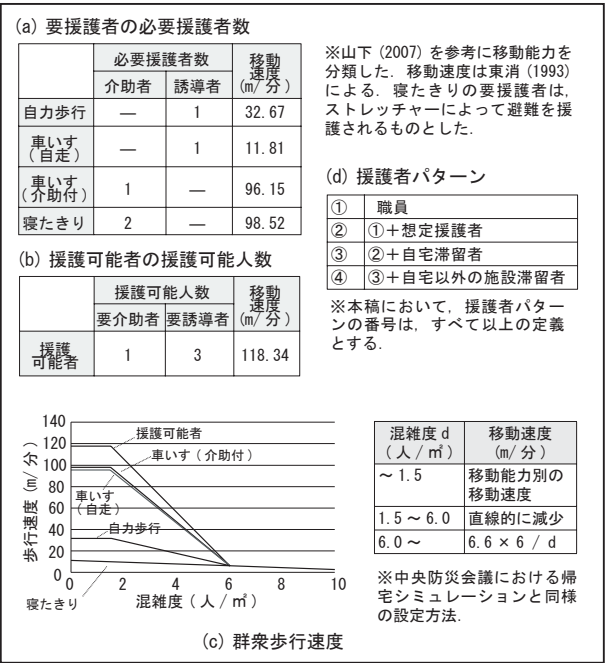 (a) 要援護者の必要援護者数
必要援護者数
移動
速度
(m/分)
介助者
誘導者
自力歩行
―
1
32.67
車いす
(自走)
―
1
11.81
車いす
(介助付)
1
―
96.15
寝たきり
2
―
98.52
※山下 (2007) を参考に移動能力を
分類した. 移動速度は東消 (1993)
による. 寝たきりの要援護者は,
ストレッチャーによって避難を援
護されるものとした.
(b) 援護可能者の援護可能人数
援護可能人数
移動
速度
(m/分)
要介助者
要誘導者
援護
可能者
1
3
118.34
(d) 援護者パターン
① 職員
② ①+想定援護者
③ ②+自宅滞留者
④ ③+自宅以外の施設滞留者
※本稿において, 援護者パター
ンの番号は, すべて以上の定義
とする.
歩行速度 (m/分)
140
120
100
80
60
40
20
0
援護可能者
車いす (介助付)
車いす
(自走)
自力歩行
寝たきり
0 2 4 6 8 10
混雑度 (人/㎡)
混雑度 d
(人/㎡)
移動速度
(m/分)
~ 1.5
移動能力別の
移動速度
1.5 ~ 6.0
直線的に減少
6.0 ~
6.6 × 6 / d
※中央防災会議における帰
宅シミュレーションと同様
の設定方法.
(c) 群衆歩行速度